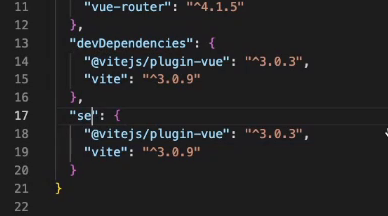 11 "vue-router": "^4.1.5"
12 },
13 "devDependencies": {
14 "@vitejs/plugin-vue": "^3.0.3",
15 "vite": "^3.0.9"
16 },
17 "se": {
18 "@vitejs/plugin-vue": "^3.0.3",
19 "vite": "^3.0.9"
20 }
21 }
22